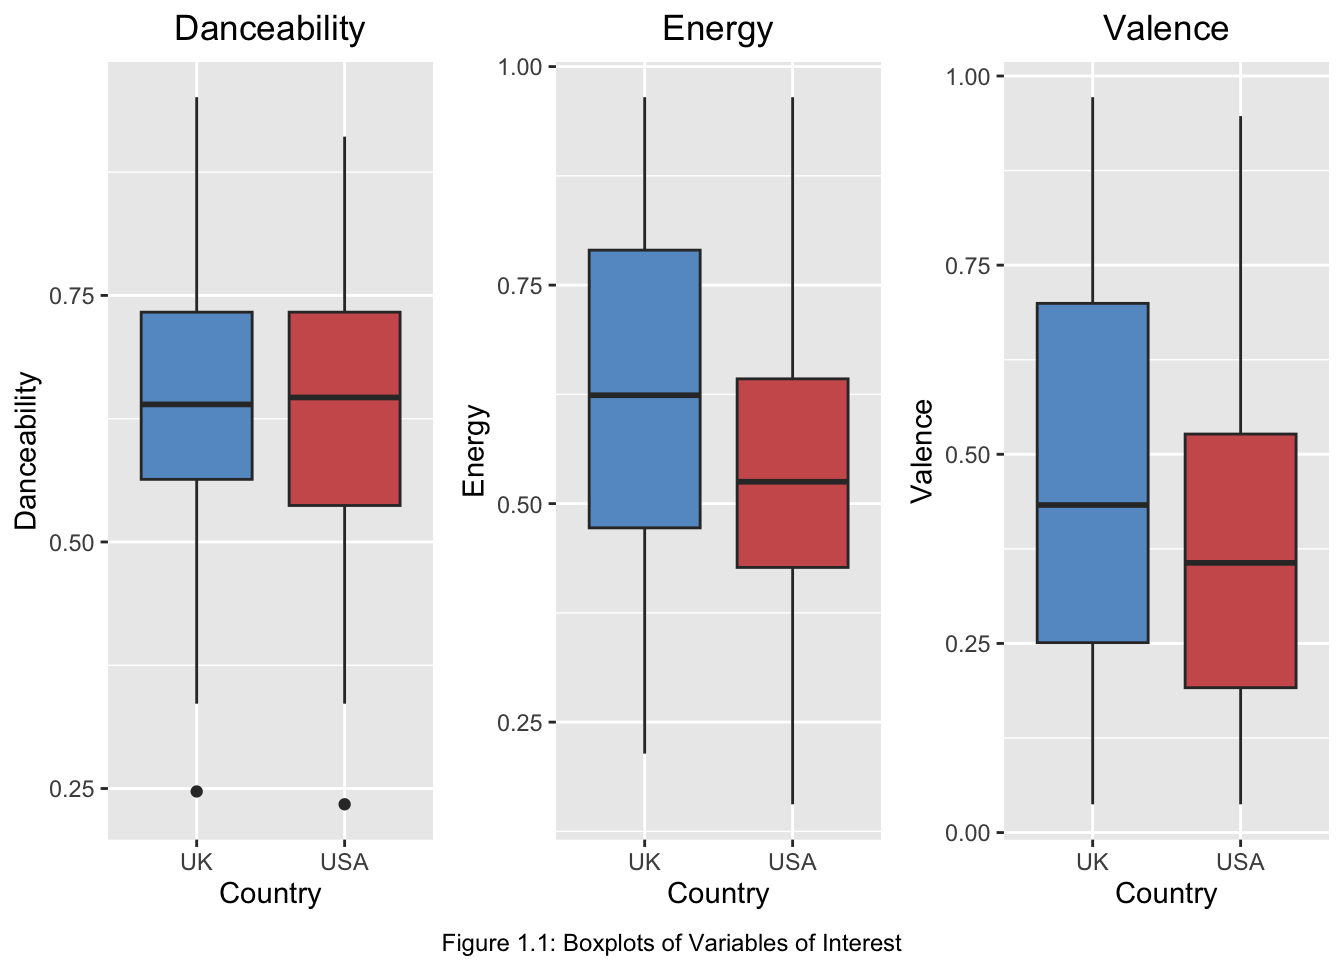 Danceability
Energy
Valence
Danceability
0.75
0.50
0.25
UK
USA
Country
Energy
1.00
0.75
0.50
0.25
UK
USA
Country
Valence
1.00
0.75
0.50
0.25
0.00
UK
USA
Country
Figure 1.1: Boxplots of Variables of Interest